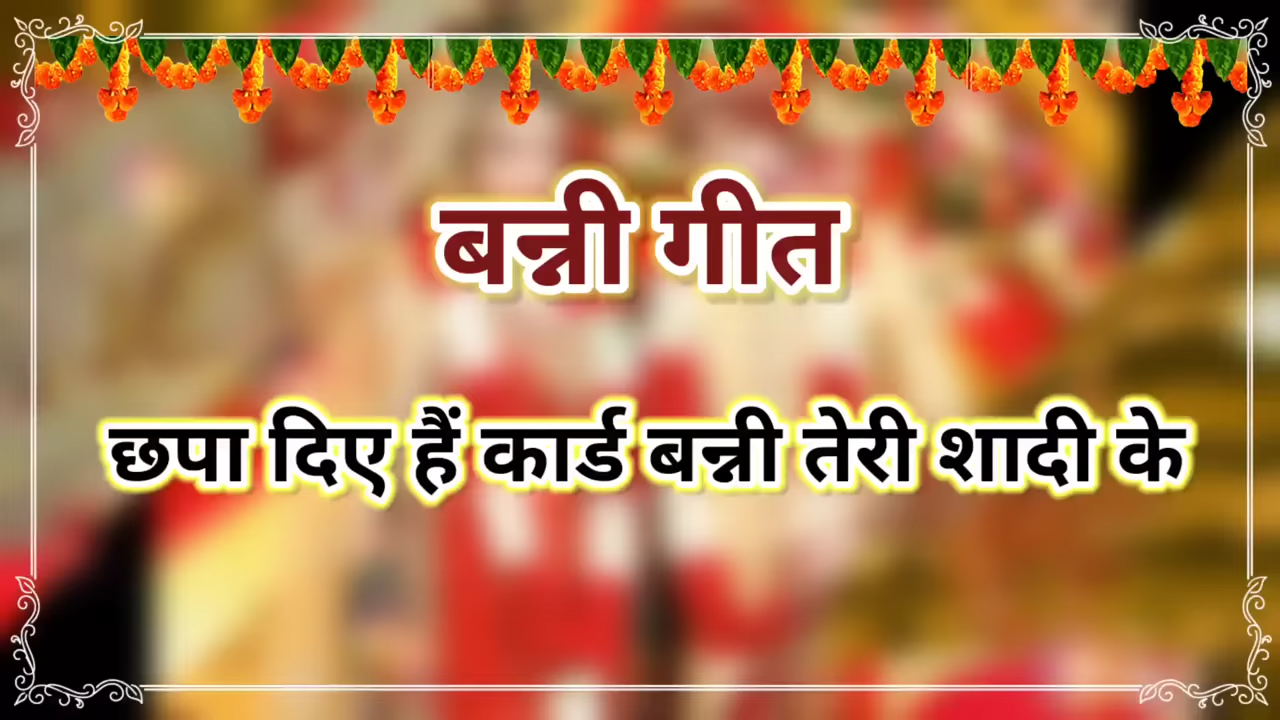 बन्नी गीत
छपा दिए हैं कार्ड बन्नी तेरी शादी के